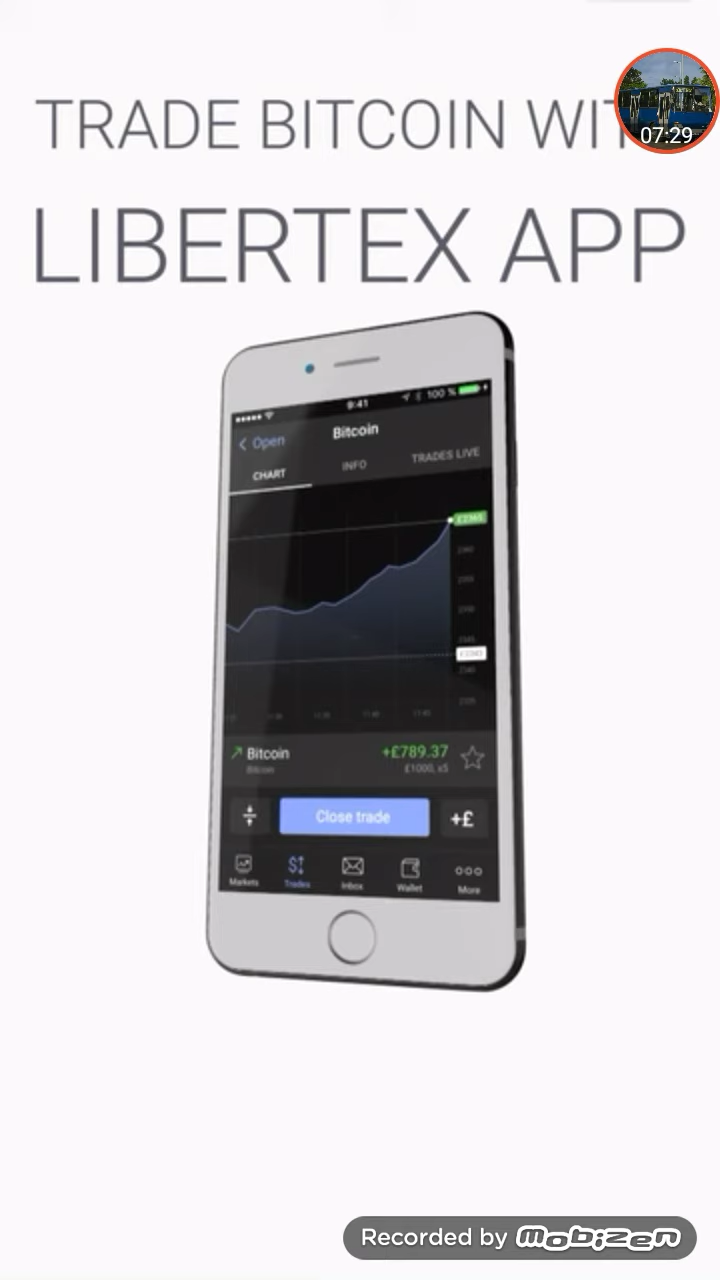 TRADE BITCOIN WIT
07:29
LIBERTEX APP
9:41
100 %
Open
Bitcoin
CHART
INFO
TRADES LIVE
Bitcoin
+£789.37
Bitcoin
£1000, x5
Close trade
+£
Markets
Trades
Inbox
Wallet
More
Recorded by mobizen